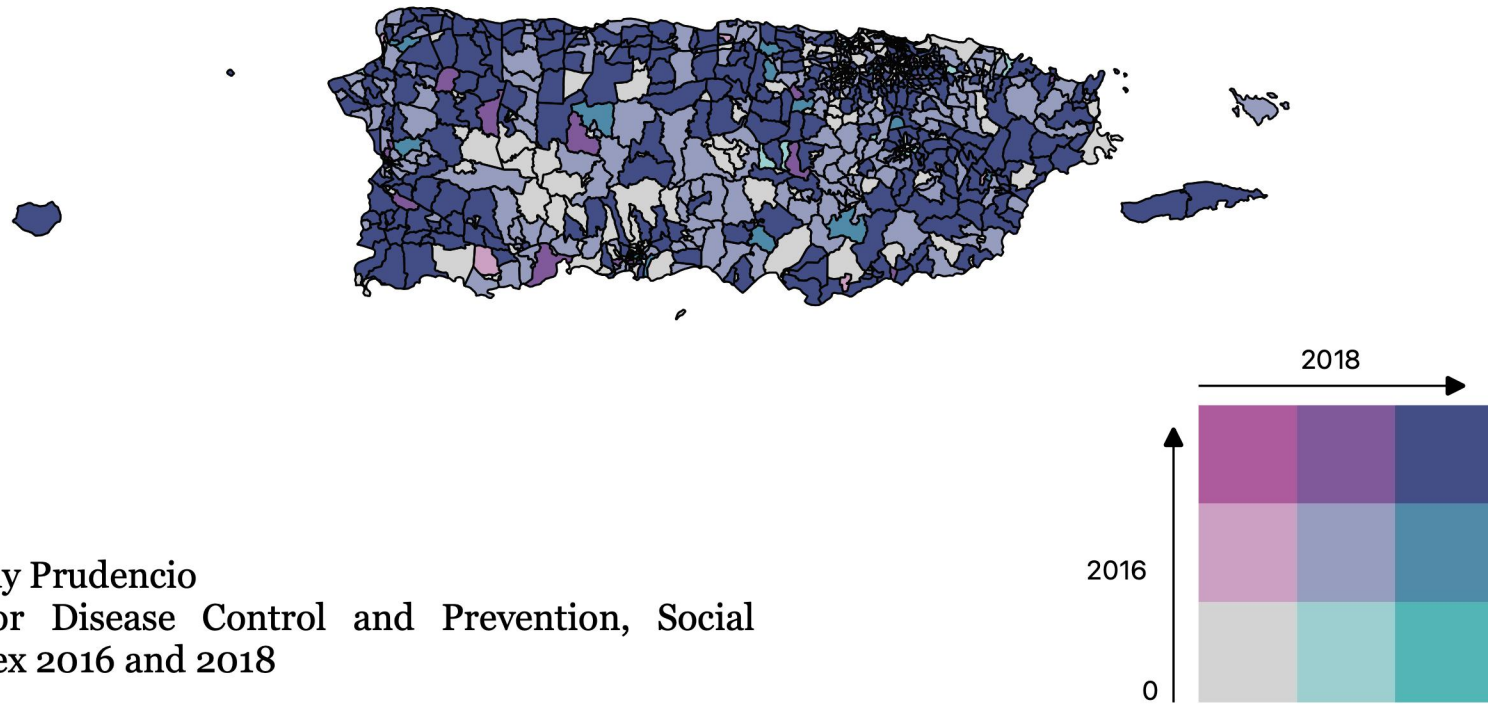 2018
2016
0
y Prudencio
or Disease Control and Prevention, Social
ex 2016 and 2018